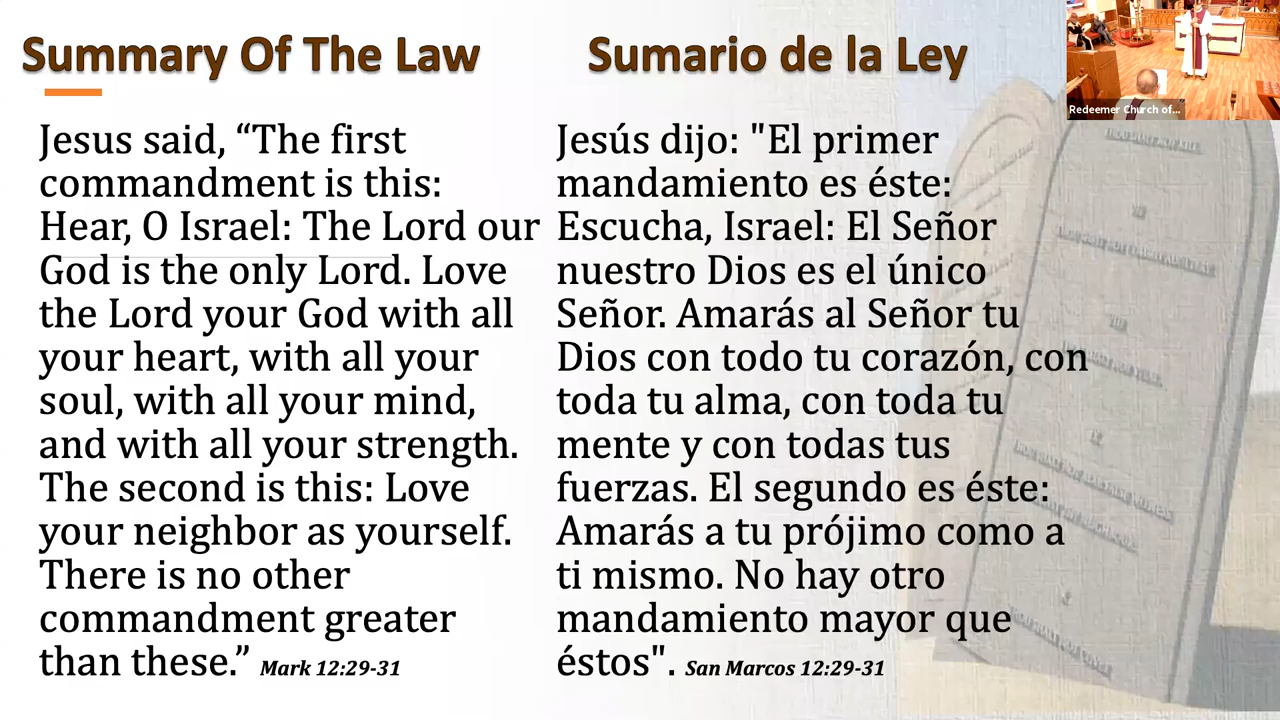 Summary Of The Law
Jesus said, “The first
commandment is this:
Hear, O Israel: The Lord our
God is the only Lord. Love
the Lord your God with all
your heart, with all your
soul, with all your mind,
and with all your strength.
The second is this: Love
your neighbor as yourself.
There is no other
commandment greater
than these.” Mark 12:29-31
Sumario de la Ley
Jesús dijo: "El primer
mandamiento es éste:
Escucha, Israel: El Señor
nuestro Dios es el único
Señor. Amarás al Señor tu
Dios con todo tu corazón, con
toda tu alma, con toda tu
mente y con todas tus
fuerzas. El segundo es éste:
Amarás a tu prójimo como a
ti mismo. No hay otro
mandamiento mayor que
éstos". San Marcos 12:29-31
Redeemer Church of...